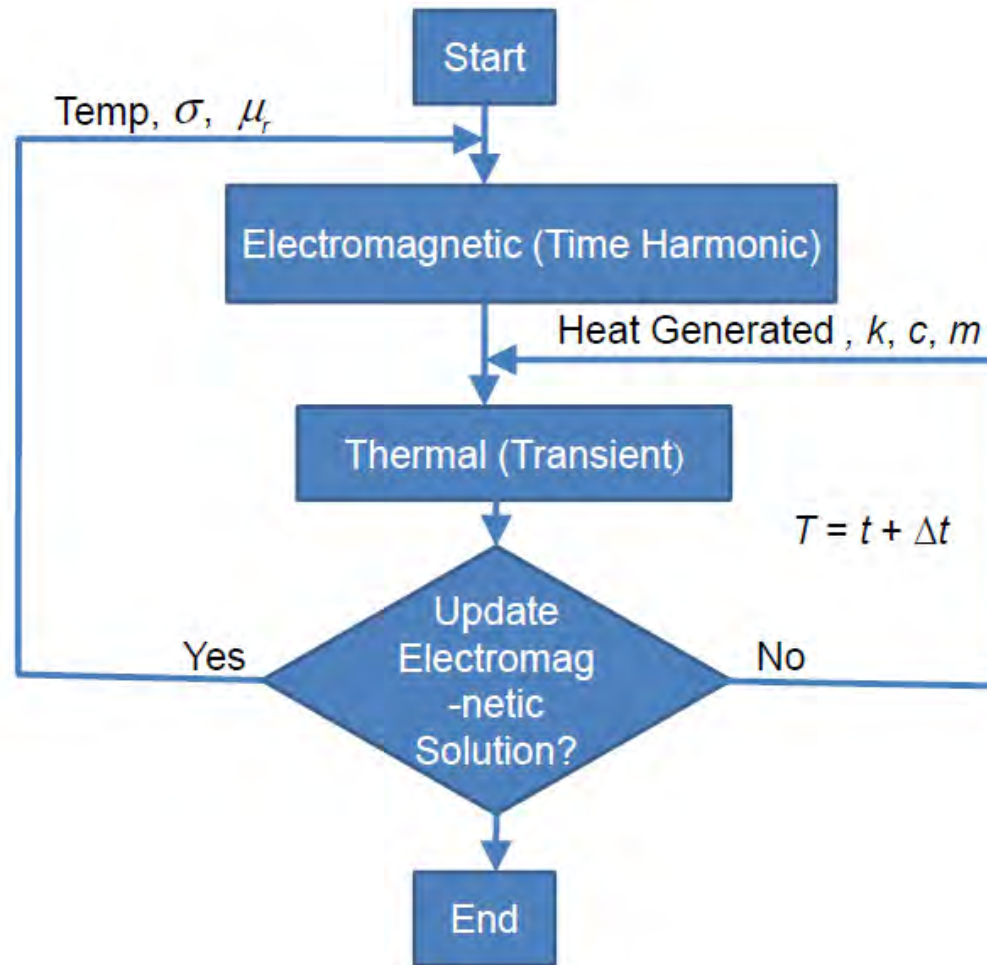 Start
Temp, σ, μr
Electromagnetic (Time Harmonic)
Heat Generated , k, c, m
Thermal (Transient)
T = t + Δt
Update
Electromag
-netic
Solution?
Yes
No
End